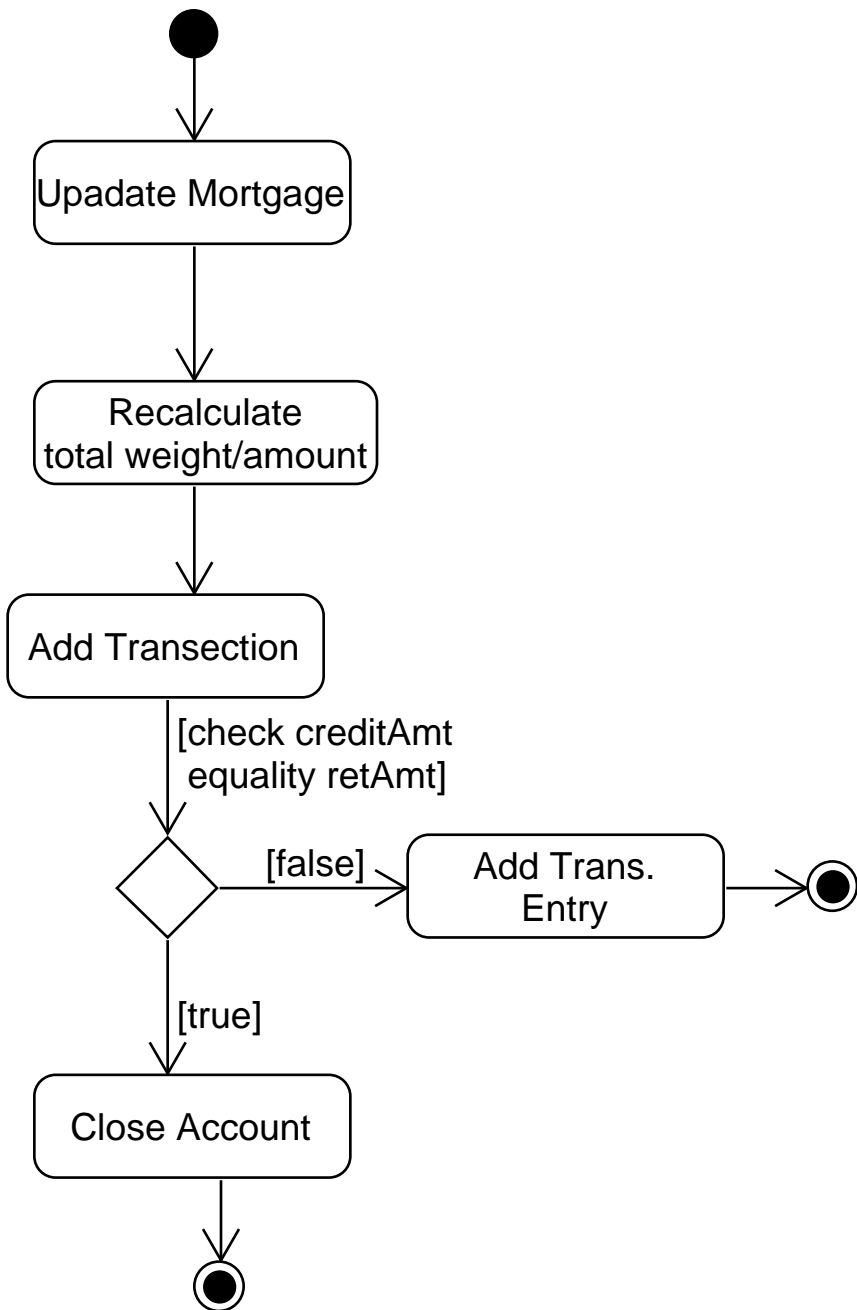 Upadate Mortgage
Recalculate
total weight/amount
Add Transection
[check creditAmt
equality retAmt]
[false]
Add Trans.
Entry
[true]
Close Account